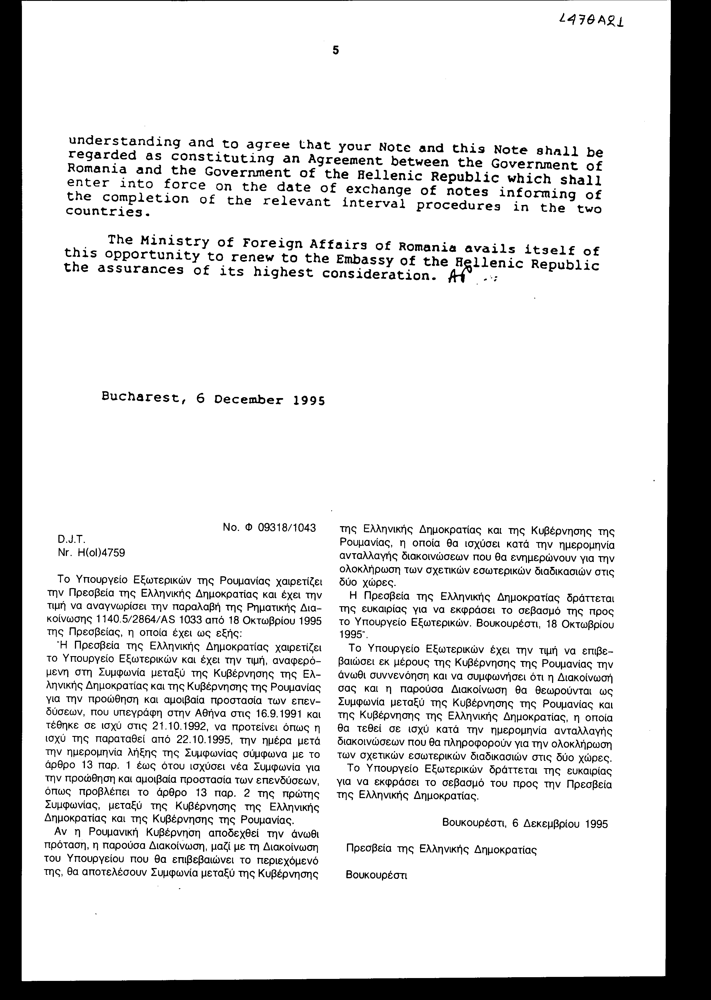 L470A21
5
understanding and to agree that your Note and this Note shall be
regarded as constituting an Agreement between the Government of
Romania and the Government of the Hellenic Republic which shall
enter into force on the date of exchange of notes informing of
the completion of the relevant interval procedures in the two
countries.
The Ministry of Foreign Affairs of Romania avails itself of
this opportunity to renew to the Embassy of the Hellenic Republic
the assurances of its highest consideration.
Bucharest, 6 December 1995
No. Φ 09318/1043
D.J.T.
Nr. H(ol)4759
Το Υπουργείο Εξωτερικών της Ρουμανίας χαιρετίζει
την Πρεσβεία της Ελληνικής Δημοκρατίας και έχει την
τιμή να αναγνωρίσει την παραλαβή της Ρηματικής Δια-
κοίνωσης 1140.5/2864/AS 1033 από 18 Οκτωβρίου 1995
της Πρεσβείας, η οποία έχει ως εξής:
"Η Πρεσβεία της Ελληνικής Δημοκρατίας χαιρετίζει
το Υπουργείο Εξωτερικών και έχει την τιμή, αναφερό-
μενη στη Συμφωνία μεταξύ της Κυβέρνησης της Ελ-
ληνικής Δημοκρατίας και της Κυβέρνησης της Ρουμανίας
για την προώθηση και αμοιβαία προστασία των επεν-
δύσεων, που υπεγράφη στην Αθήνα στις 16.9.1991 και
τέθηκε σε ισχύ στις 21.10.1992, να προτείνει όπως η
ισχύ της παραταθεί από 22.10.1995, την ημέρα μετά
την ημερομηνία λήξης της Συμφωνίας σύμφωνα με το
άρθρο 13 παρ. 1 έως ότου ισχύσει νέα Συμφωνία για
την προώθηση και αμοιβαία προστασία των επενδύσεων,
όπως προβλέπει το άρθρο 13 παρ. 2 της πρώτης
Συμφωνίας, μεταξύ της Κυβέρνησης της Ελληνικής
Δημοκρατίας και της Κυβέρνησης της Ρουμανίας.
Αν η Ρουμανική Κυβέρνηση αποδεχθεί την άνωθι
πρόταση, η παρούσα Διακοίνωση, μαζί με τη Διακοίνωση
του Υπουργείου που θα επιβεβαιώνει το περιεχόμενό
της, θα αποτελέσουν Συμφωνία μεταξύ της Κυβέρνησης
της Ελληνικής Δημοκρατίας και της Κυβέρνησης της
Ρουμανίας, η οποία θα ισχύσει κατά την ημερομηνία
ανταλλαγής διακοινώσεων που θα ενημερώνουν για την
ολοκλήρωση των σχετικών εσωτερικών διαδικασιών στις
δύο χώρες.
Η Πρεσβεία της Ελληνικής Δημοκρατίας δράττεται
της ευκαιρίας για να εκφράσει το σεβασμό της προς
το Υπουργείο Εξωτερικών. Βουκουρέστι, 18 Οκτωβρίου
1995".
Το Υπουργείο Εξωτερικών έχει την τιμή να επιβε-
βαιώσει εκ μέρους της Κυβέρνησης της Ρουμανίας την
άνωθι συννενόηση και να συμφωνήσει ότι η Διακοίνωσή
σας και η παρούσα Διακοίνωση θα θεωρούνται ως
Συμφωνία μεταξύ της Κυβέρνησης της Ρουμανίας και
της Κυβέρνησης της Ελληνικής Δημοκρατίας, η οποία
θα τεθεί σε ισχύ κατά την ημερομηνία ανταλλαγής
διακοινώσεων που θα πληροφορούν για την ολοκλήρωση
των σχετικών εσωτερικών διαδικασιών στις δύο χώρες.
Το Υπουργείο Εξωτερικών δράττεται της ευκαιρίας
για να εκφράσει το σεβασμό του προς την Πρεσβεία
της Ελληνικής Δημοκρατίας.
Βουκουρέστι, 6 Δεκεμβρίου 1995
Πρεσβεία της Ελληνικής Δημοκρατίας
Βουκουρέστι